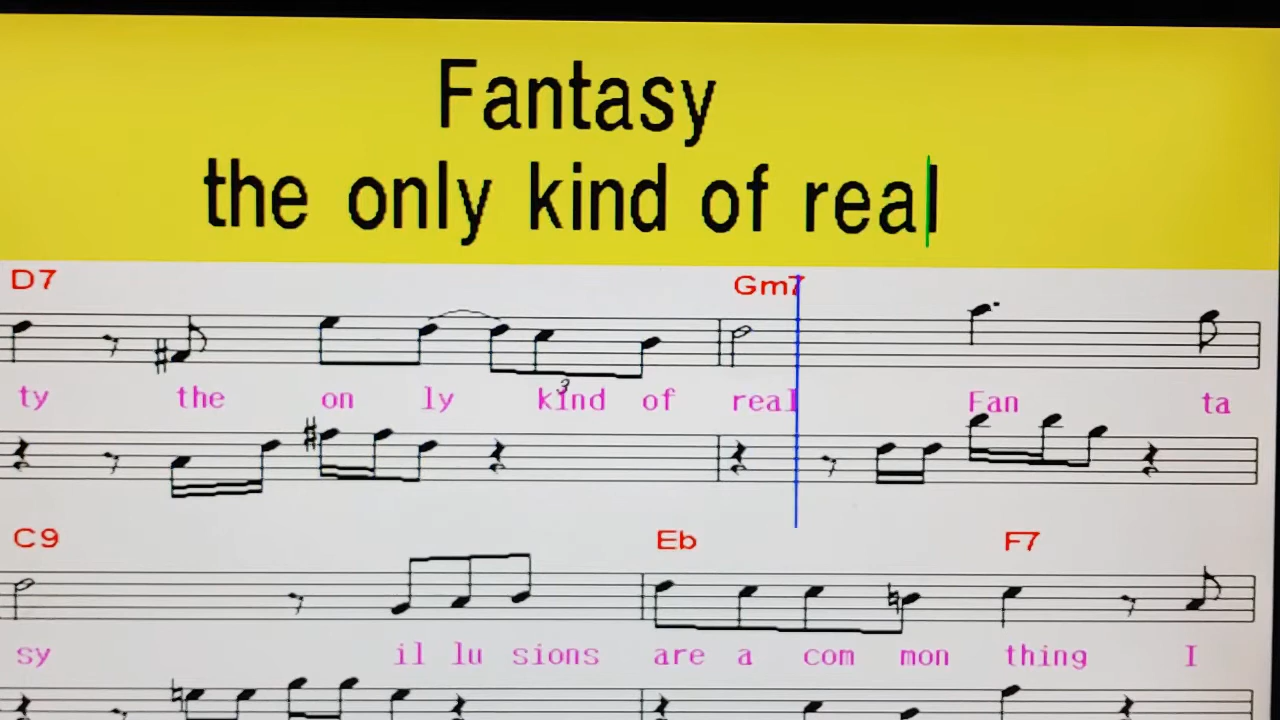 Fantasy
the only kind of real
D7 Gm7
3
ty the on ly kind of real Fan ta
C9 Eb F7
sy il lu sions are a com mon thing I